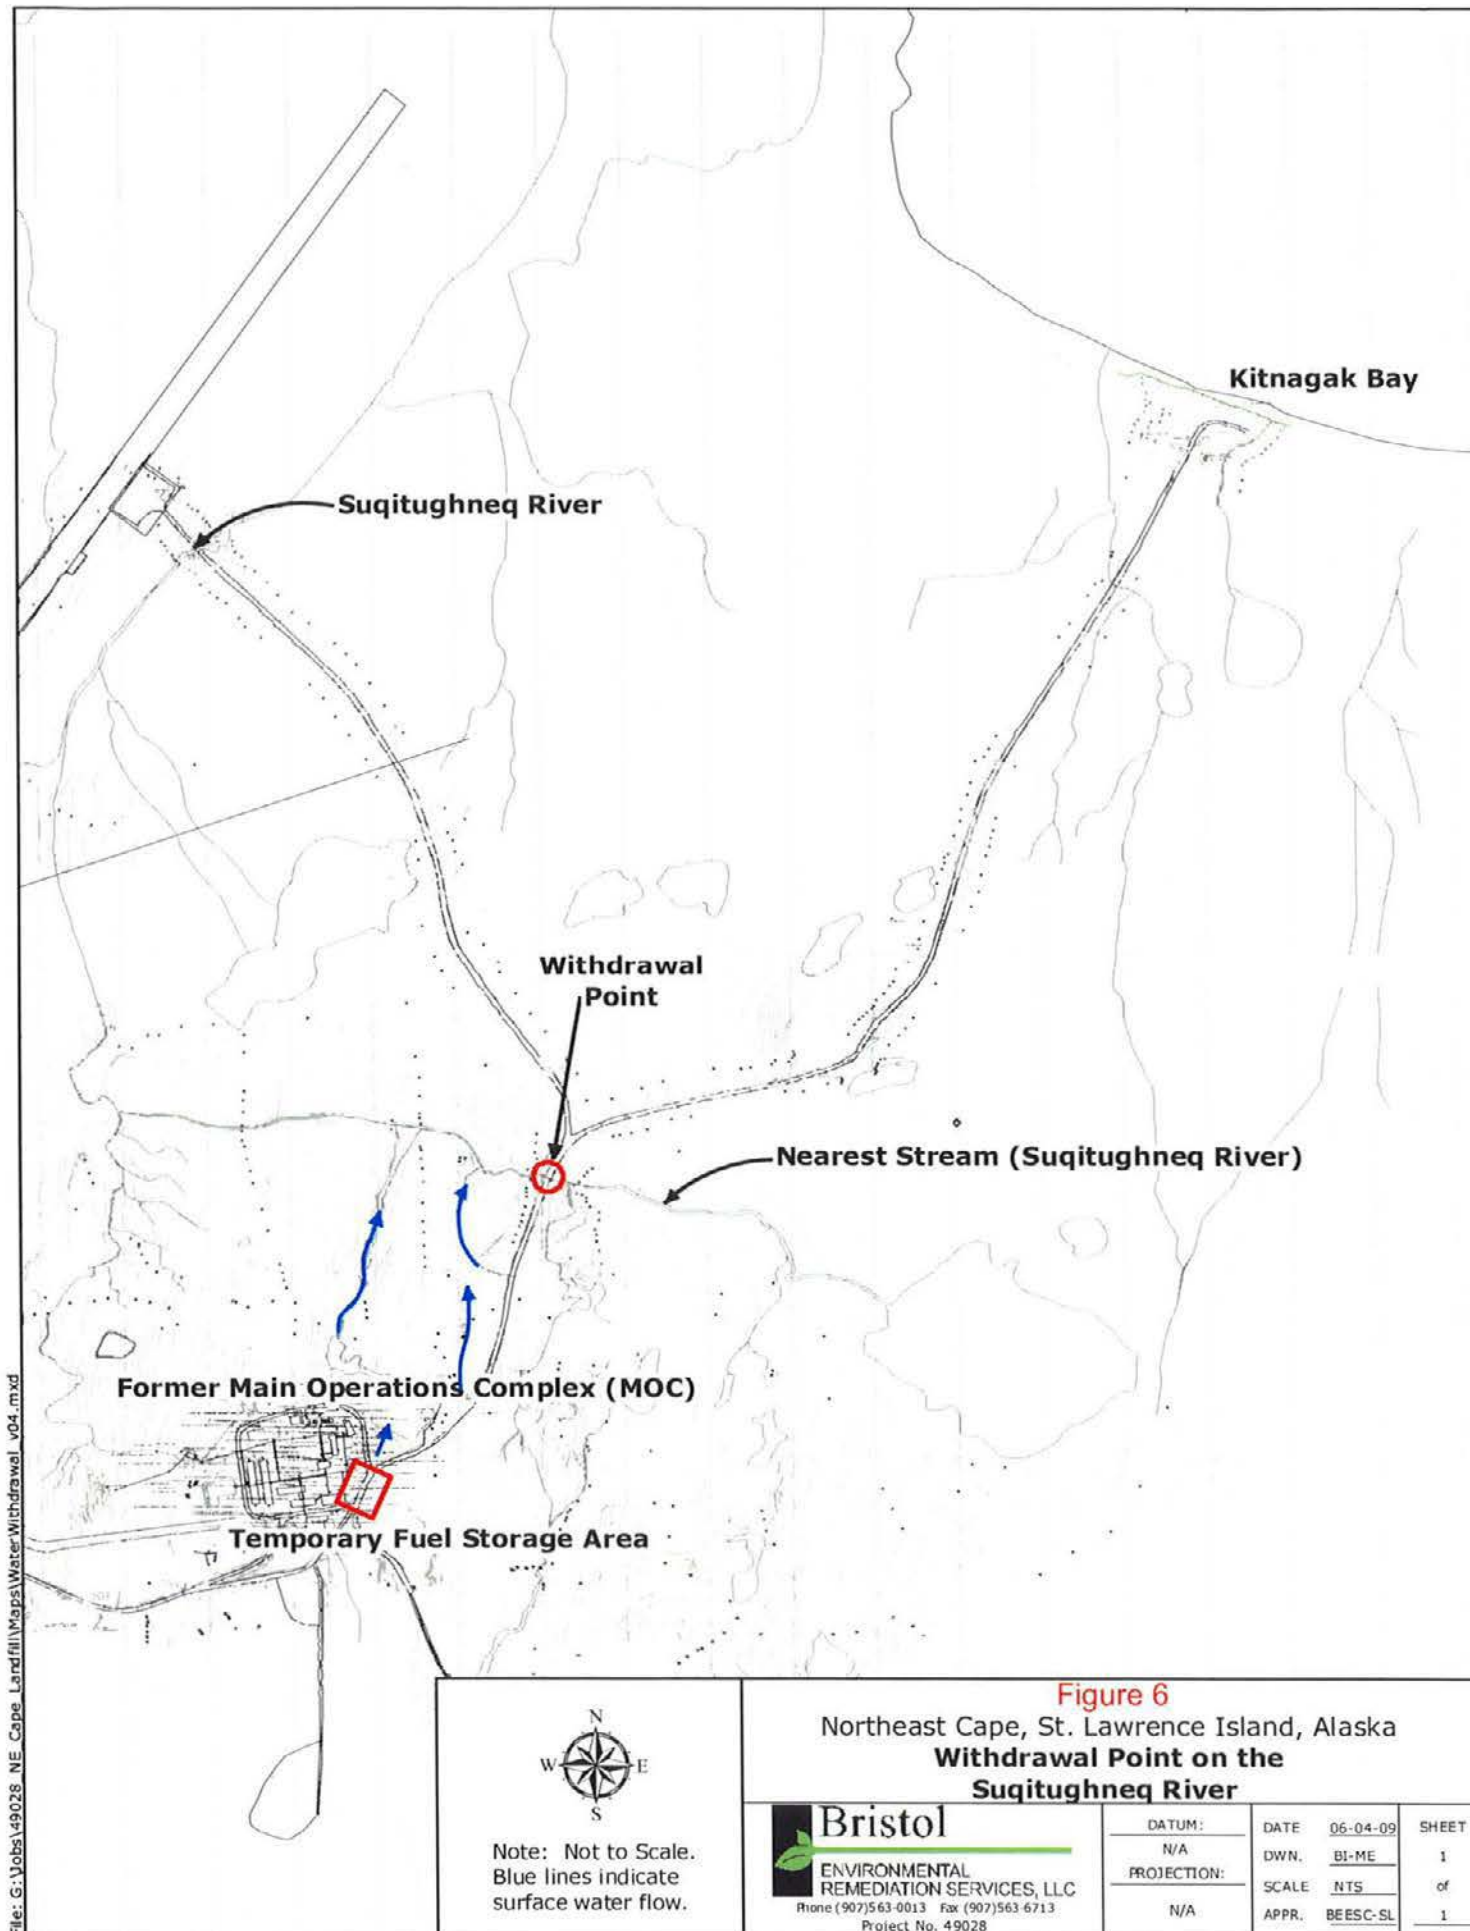 Kitnagak Bay
Suqitughneq River
Withdrawal
Point
Nearest Stream (Suqitughneq River)
Former Main Operations Complex (MOC)
Temporary Fuel Storage Area
File: G:\Jobs\49028_NE_Cape_Landfill\Maps\WaterWithdrawal_v04.mxd
N
W
E
S
Note: Not to Scale.
Blue lines indicate
surface water flow.
Figure 6
Northeast Cape, St. Lawrence Island, Alaska
Withdrawal Point on the
Suqitughneq River
Bristol
ENVIRONMENTAL
REMEDIATION SERVICES, LLC
Phone (907)563-0013 Fax (907)563-6713
Project No. 49028
DATUM:
N/A
PROJECTION:
N/A
DATE 06-04-09
DWN. BI-ME
SCALE NTS
APPR. BEESC-SL
SHEET
1
of
1